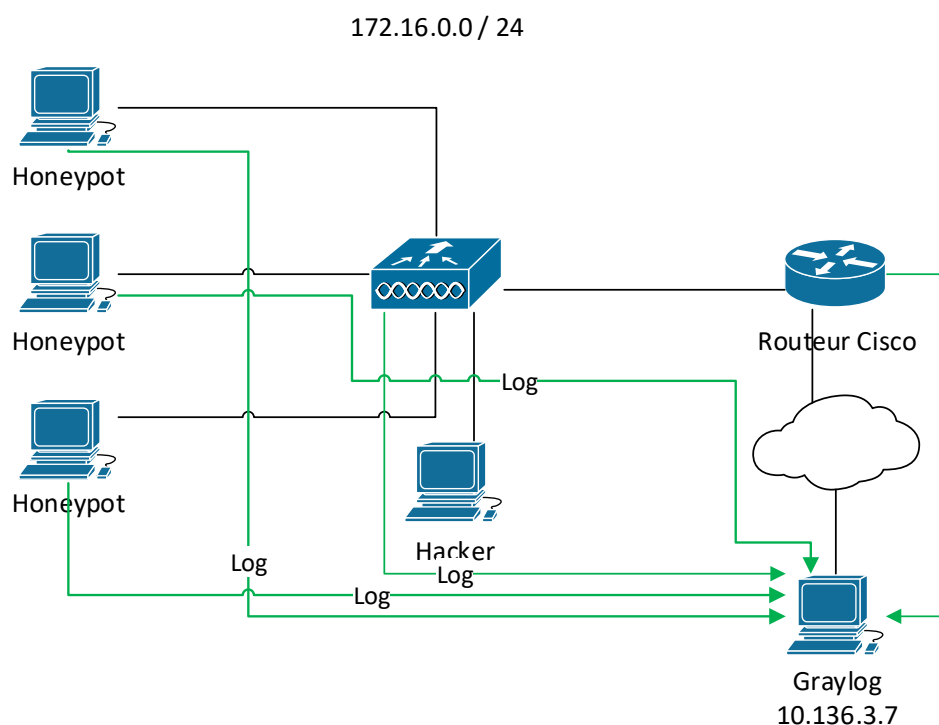 172.16.0.0 / 24
Honeypot
Honeypot
Routeur Cisco
Log
Honeypot
Hacker
Log
Log
Log
Graylog
10.136.3.7